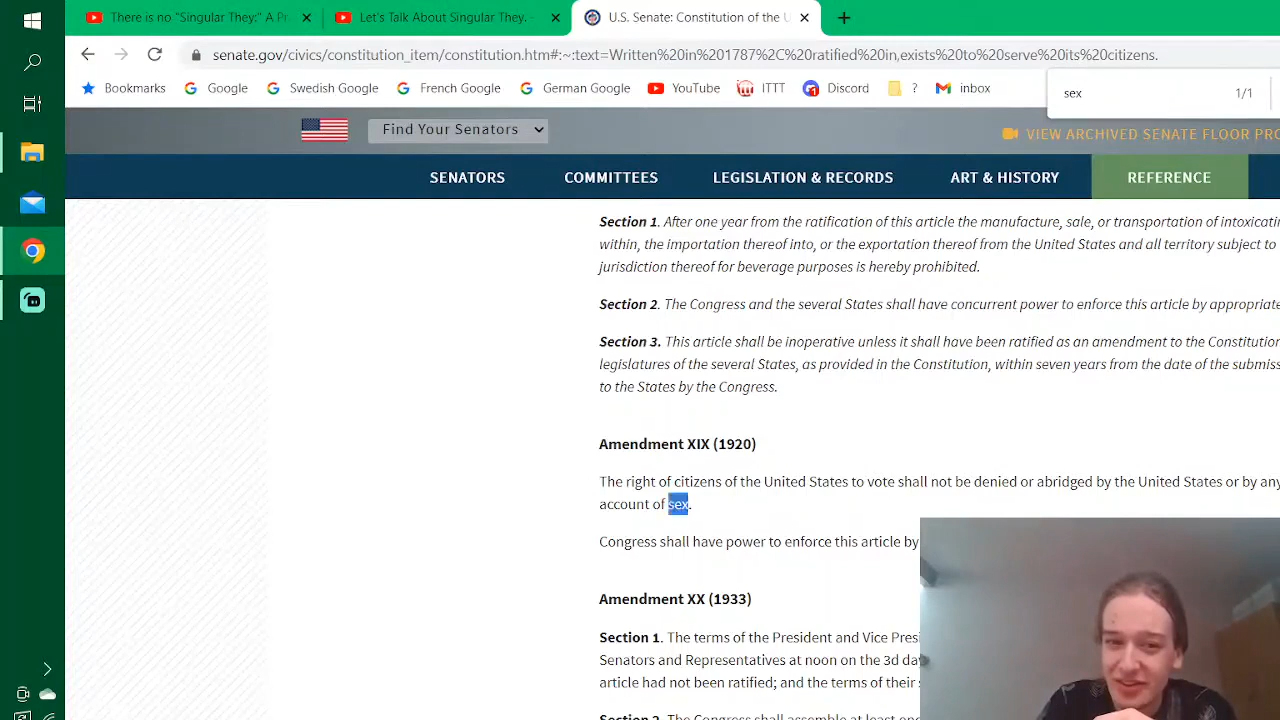 There is no "Singular They:" A Pr
Let's Talk About Singular They. -
U.S. Senate: Constitution of the U
senate.gov/civics/constitution_item/constitution.htm#:~:text=Written%20in%201787%2C%20ratified%20in,exists%20to%20serve%20its%20citizens.
Bookmarks Google Swedish Google French Google German Google YouTube ITTT Discord ? inbox
sex 1/1
Find Your Senators
VIEW ARCHIVED SENATE FLOOR PRO
SENATORS COMMITTEES LEGISLATION & RECORDS ART & HISTORY REFERENCE
Section 1. After one year from the ratification of this article the manufacture, sale, or transportation of intoxicatin
within, the importation thereof into, or the exportation thereof from the United States and all territory subject to
jurisdiction thereof for beverage purposes is hereby prohibited.
Section 2. The Congress and the several States shall have concurrent power to enforce this article by appropriate
Section 3. This article shall be inoperative unless it shall have been ratified as an amendment to the Constitution
legislatures of the several States, as provided in the Constitution, within seven years from the date of the submiss
to the States by the Congress.
Amendment XIX (1920)
The right of citizens of the United States to vote shall not be denied or abridged by the United States or by any
account of sex.
Congress shall have power to enforce this article by
Amendment XX (1933)
Section 1. The terms of the President and Vice Presi
Senators and Representatives at noon on the 3d day
article had not been ratified; and the terms of their s
Section 2. The Congress shall assemble at least once